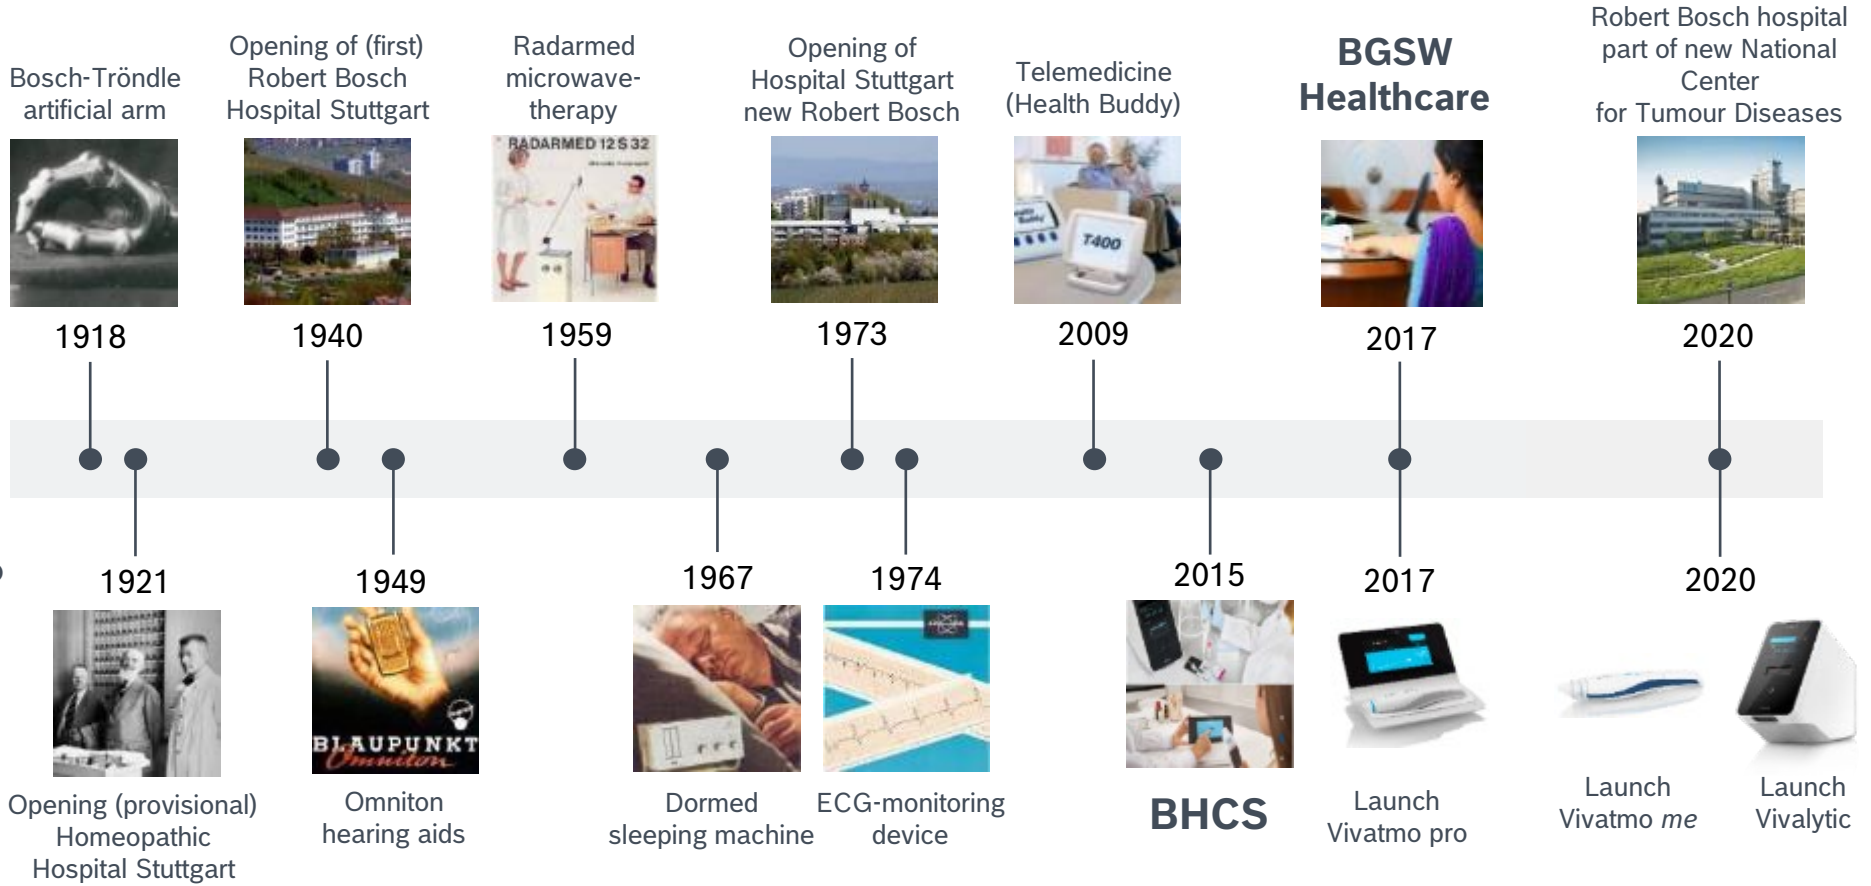 Bosch-Tröndle
artificial arm
1918
Opening of (first)
Robert Bosch
Hospital Stuttgart
1940
Radarmed
microwave-
therapy
RADARMED 12 S 32
1959
Opening of
Hospital Stuttgart
new Robert Bosch
1973
Telemedicine
(Health Buddy)
Buddy
T400
2009
BGSW
Healthcare
2017
Robert Bosch hospital
part of new National
Center
for Tumour Diseases
2020
1921
Opening (provisional)
Homeopathic
Hospital Stuttgart
1949
BLAUPUNKT
Omniton
Omniton
hearing aids
1967
Dormed
sleeping machine
1974
ECG-monitoring
device
2015
BHCS
2017
Launch
Vivatmo pro
2020
Launch
Vivatmo me
Launch
Vivalytic